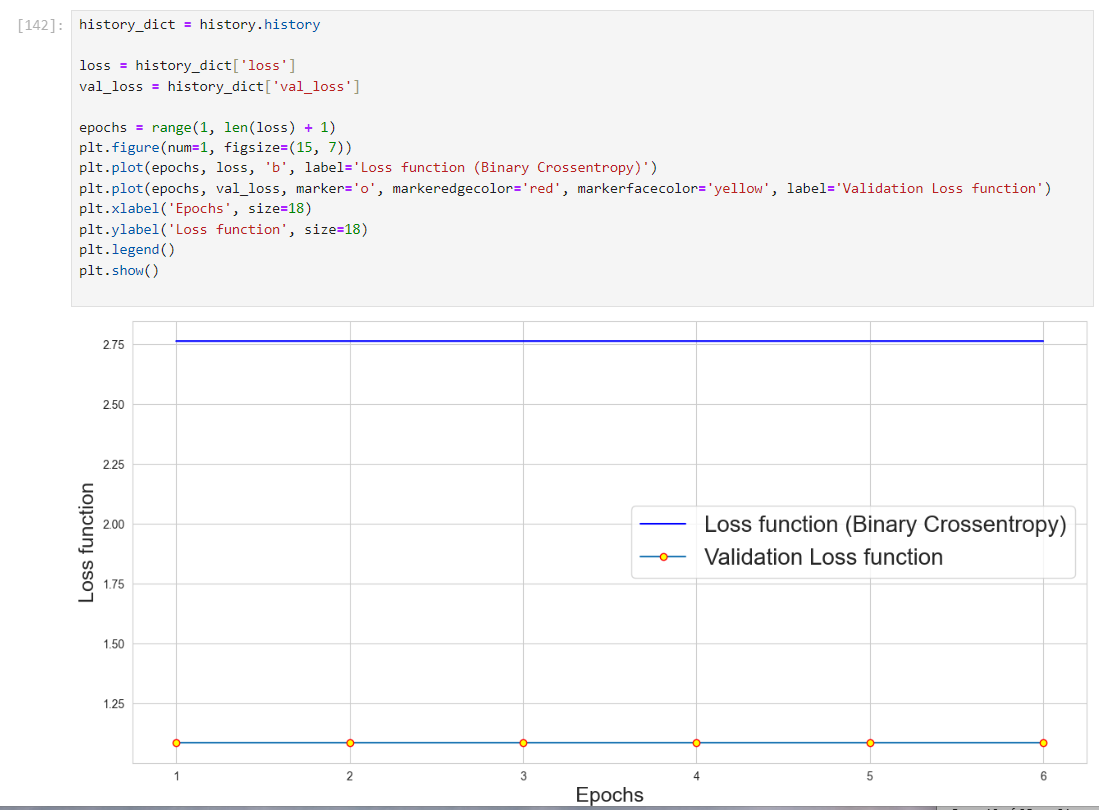 [142]:
history_dict = history.history
loss = history_dict['loss']
val_loss = history_dict['val_loss']
epochs = range(1, len(loss) + 1)
plt.figure(num=1, figsize=(15, 7))
plt.plot(epochs, loss, 'b', label='Loss function (Binary Crossentropy)')
plt.plot(epochs, val_loss, marker='o', markeredgecolor='red', markerfacecolor='yellow', label='Validation Loss function')
plt.xlabel('Epochs', size=18)
plt.ylabel('Loss function', size=18)
plt.legend()
plt.show()
2.75
2.50
2.25
2.00
1.75
1.50
1.25
Loss function
Loss function (Binary Crossentropy)
Validation Loss function
1 2 3 4 5 6
Epochs